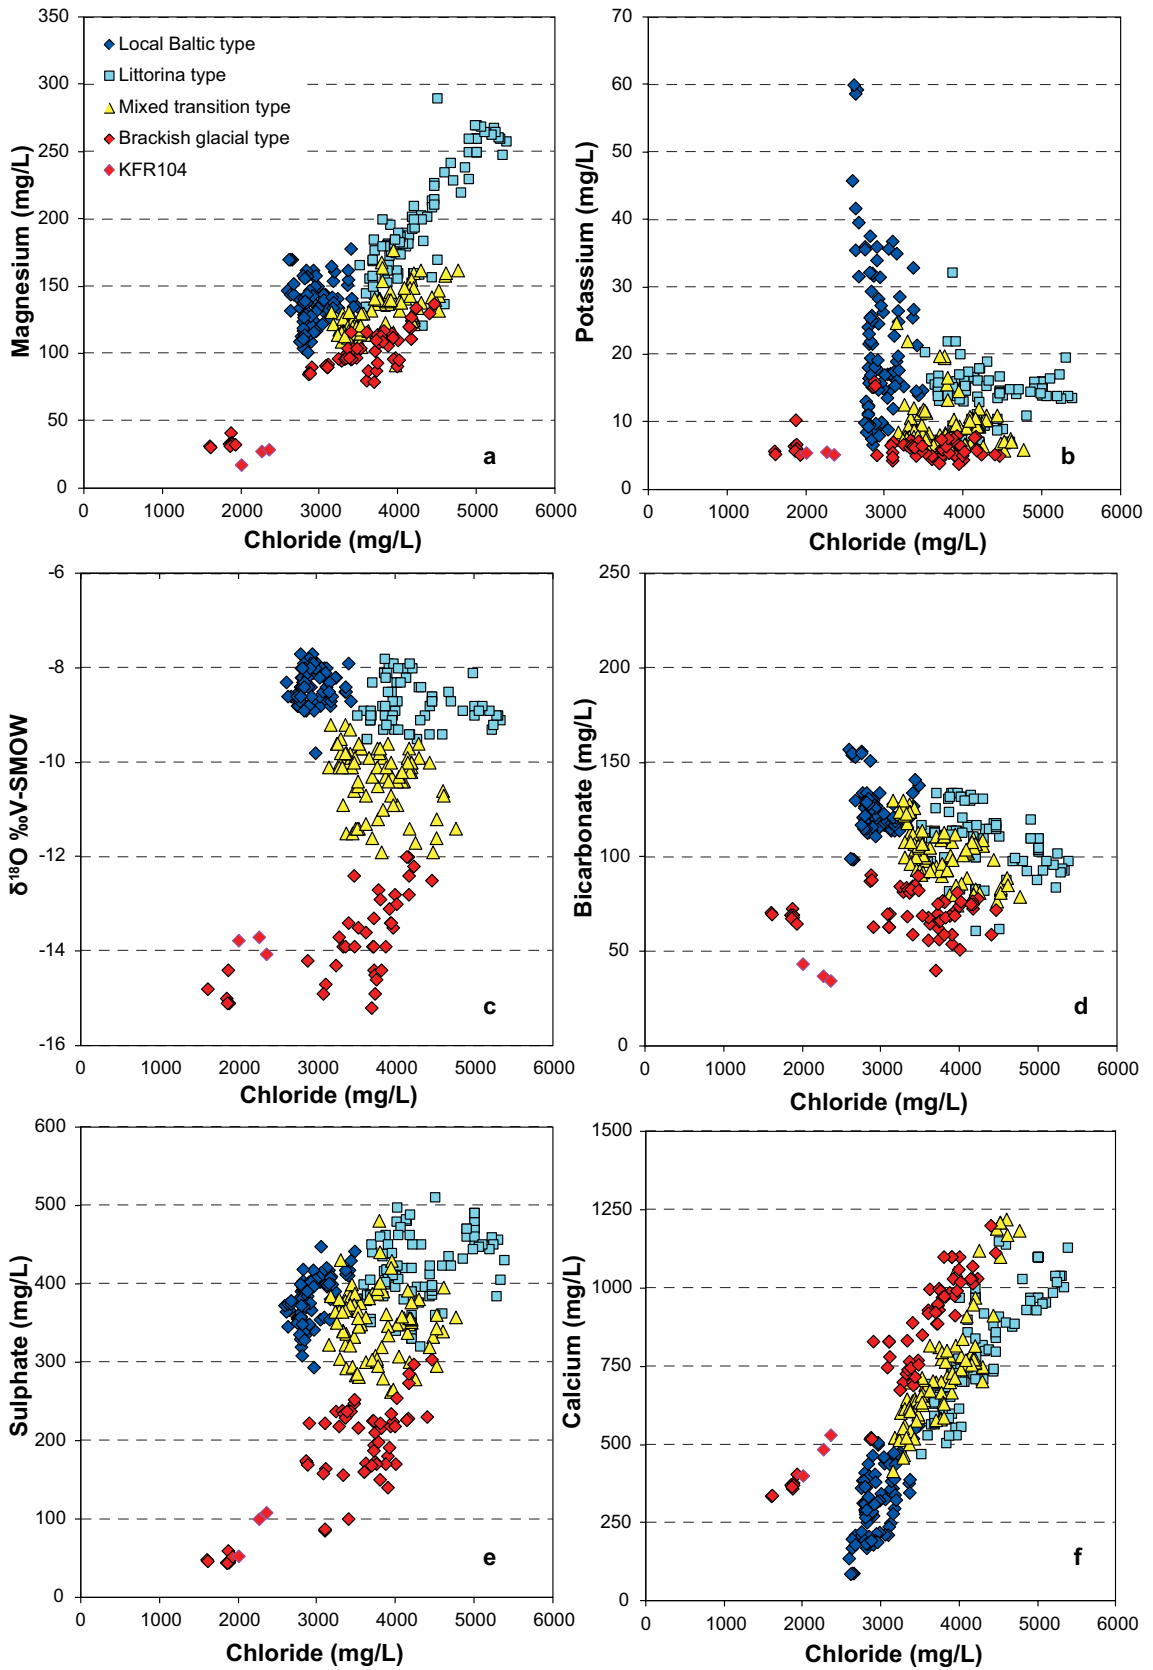 350
300
250
200
150
100
50
0
Magnesium (mg/L)
Local Baltic type
Littorina type
Mixed transition type
Brackish glacial type
KFR104
a
0 1000 2000 3000 4000 5000 6000
Chloride (mg/L)
70
60
50
40
30
20
10
0
Potassium (mg/L)
b
0 1000 2000 3000 4000 5000 6000
Chloride (mg/L)
-6
-8
-10
-12
-14
-16
δ¹⁸O ‰V-SMOW
c
0 1000 2000 3000 4000 5000 6000
Chloride (mg/L)
250
200
150
100
50
0
Bicarbonate (mg/L)
d
0 1000 2000 3000 4000 5000 6000
Chloride (mg/L)
600
500
400
300
200
100
0
Sulphate (mg/L)
e
0 1000 2000 3000 4000 5000 6000
Chloride (mg/L)
1500
1250
1000
750
500
250
0
Calcium (mg/L)
f
0 1000 2000 3000 4000 5000 6000
Chloride (mg/L)